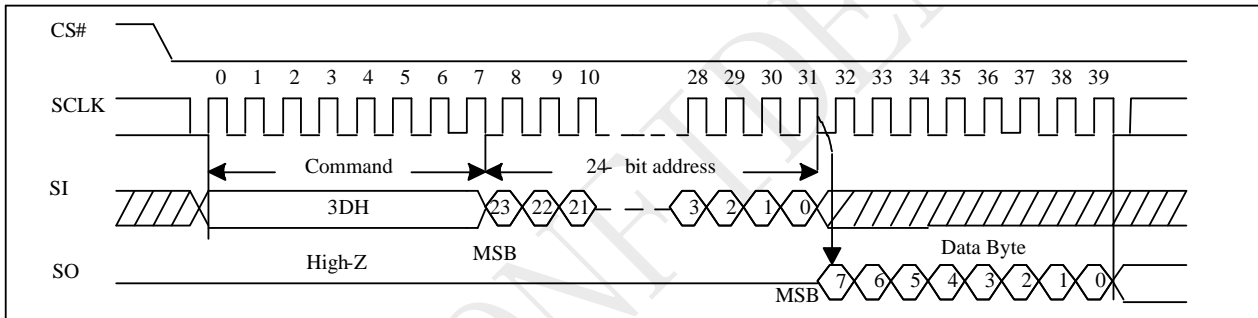 CS#
0 1 2 3 4 5 6 7 8 9 10 28 29 30 31 32 33 34 35 36 37 38 39
SCLK
Command 24- bit address
SI
3DH 23 22 21 3 2 1 0
High-Z MSB Data Byte
SO
MSB 7 6 5 4 3 2 1 0